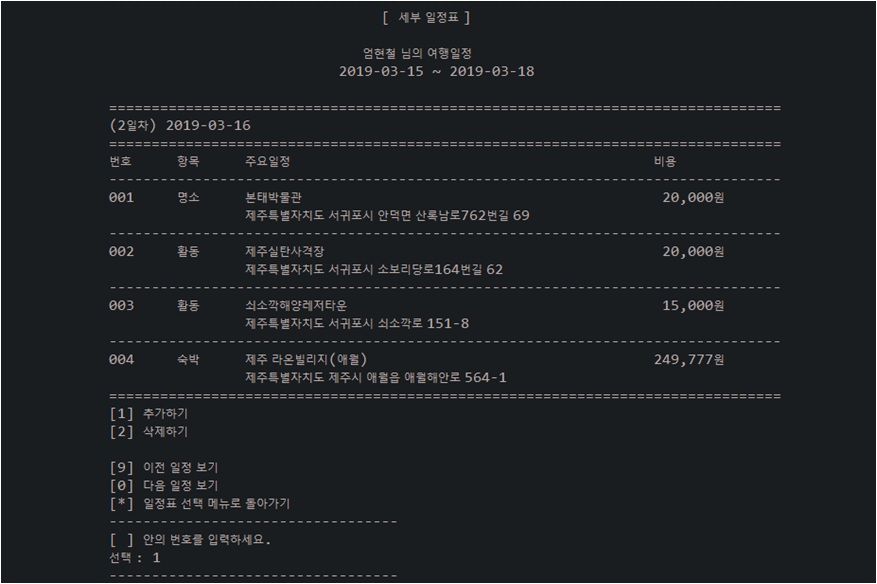 [ 세부 일정표 ]
엄현철 님의 여행일정
2019-03-15 ~ 2019-03-18
================================================================================
(2일차) 2019-03-16
================================================================================
번호 항목 주요일정 비용
--------------------------------------------------------------------------------
001 명소 본태박물관 20,000원
제주특별자치도 서귀포시 안덕면 산록남로762번길 69
--------------------------------------------------------------------------------
002 활동 제주실탄사격장 20,000원
제주특별자치도 서귀포시 소보리당로164번길 62
--------------------------------------------------------------------------------
003 활동 쇠소깍해양레저타운 15,000원
제주특별자치도 서귀포시 쇠소깍로 151-8
--------------------------------------------------------------------------------
004 숙박 제주 라온빌리지(애월) 249,777원
제주특별자치도 제주시 애월읍 애월해안로 564-1
================================================================================
[1] 추가하기
[2] 삭제하기
[9] 이전 일정 보기
[0] 다음 일정 보기
[*] 일정표 선택 메뉴로 돌아가기
----------------------------------
[ ] 안의 번호를 입력하세요.
선택 : 1
----------------------------------